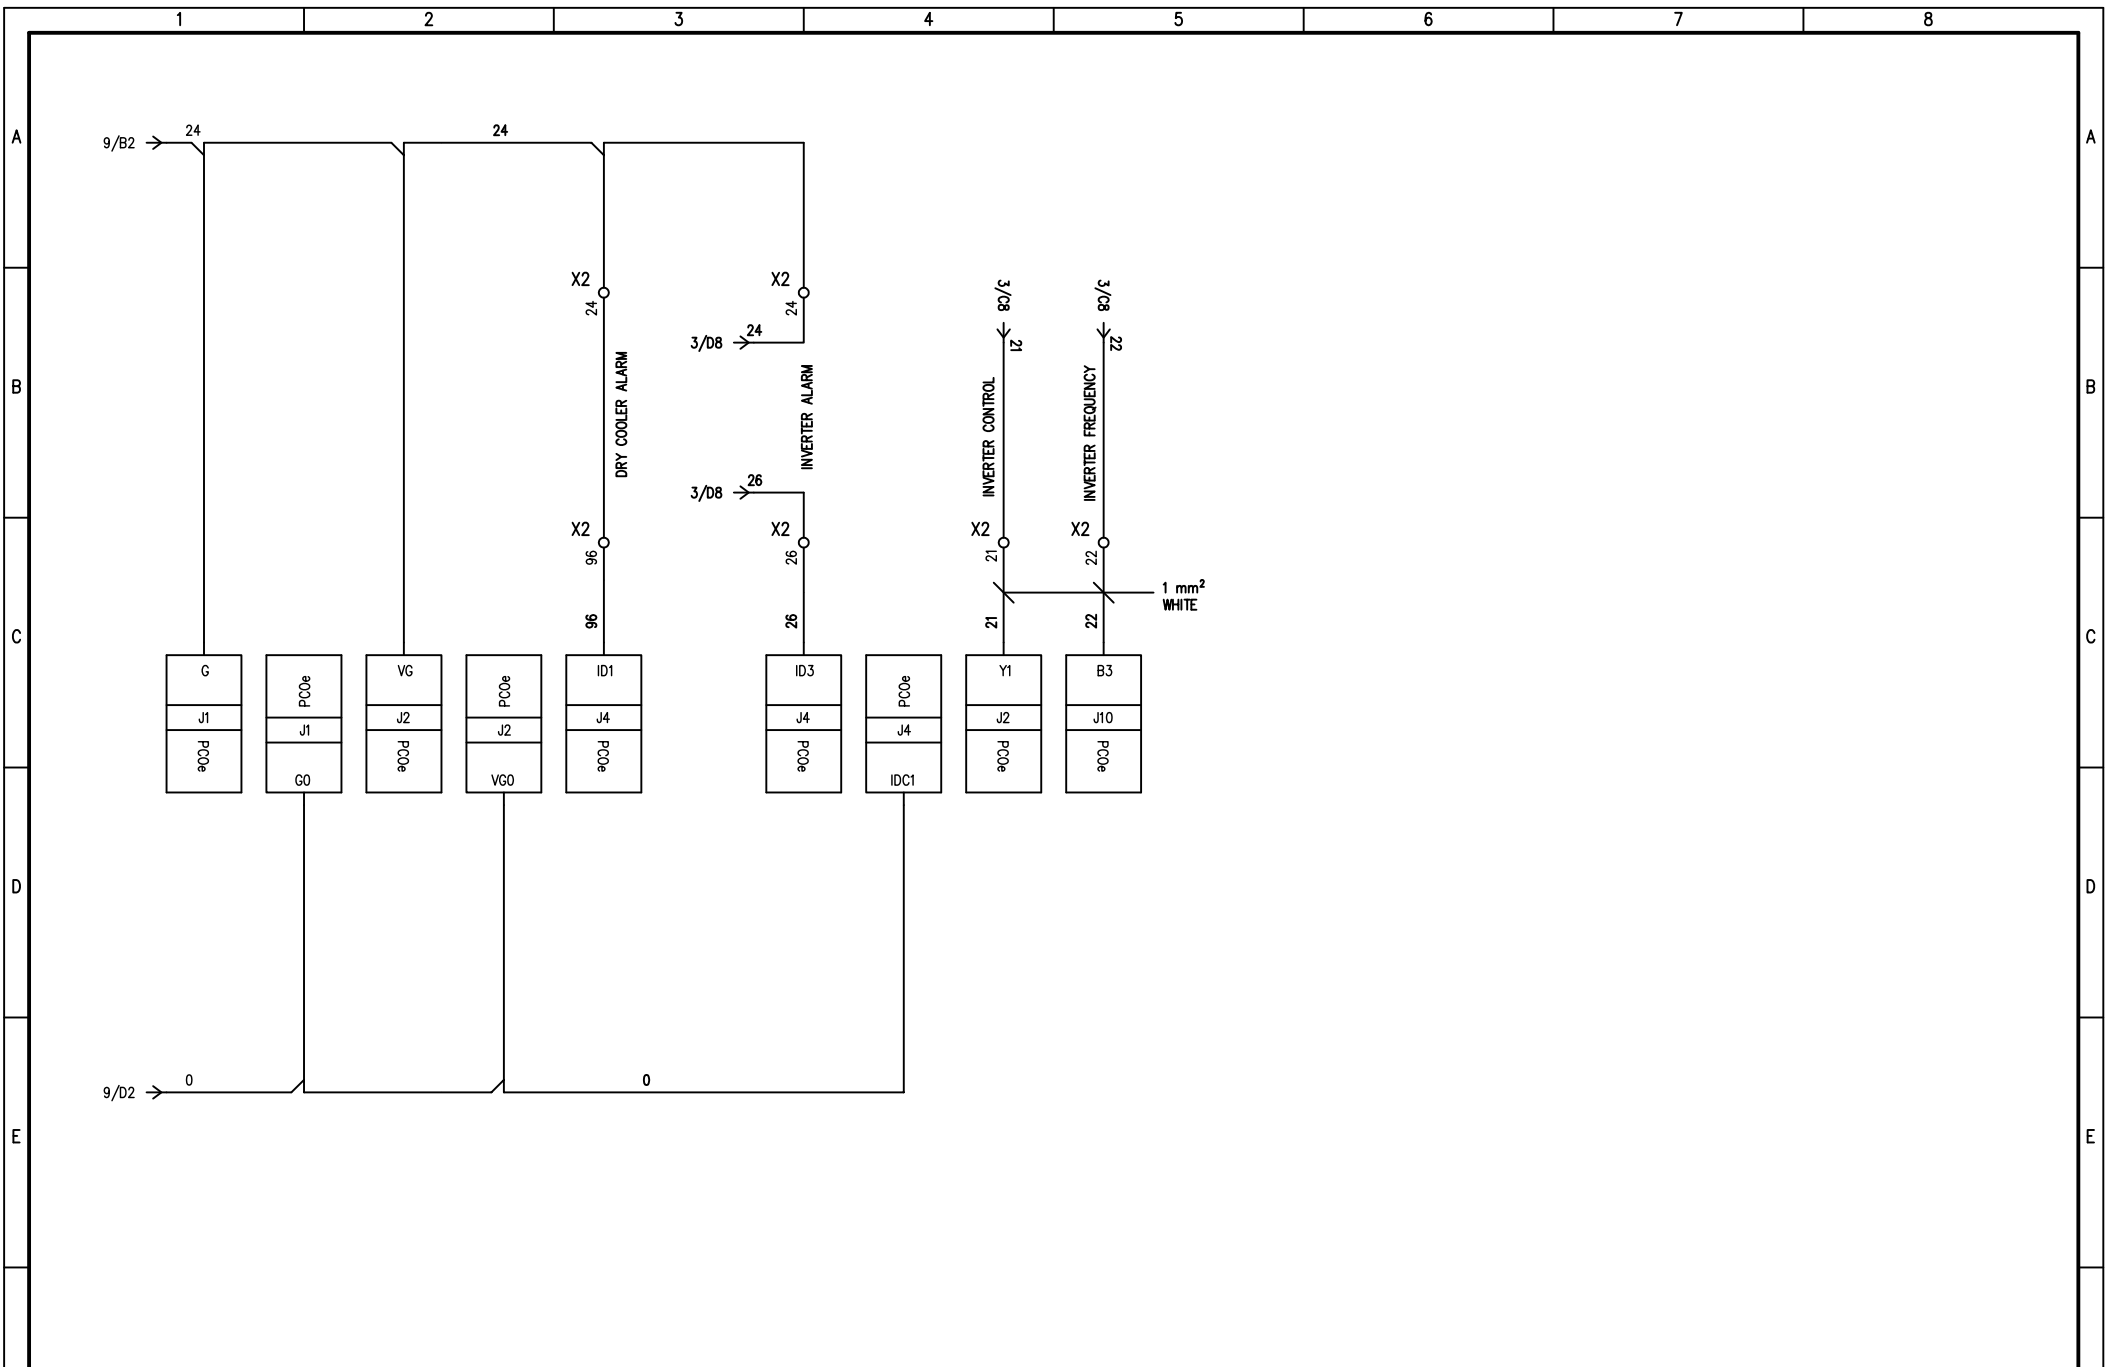 1 2 3 4 5 6 7 8
A A
9/B2 24 24
X2 X2
24 24
3/C8 3/C8
3/D8 24
21 22
B B
DRY COOLER ALARM
INVERTER ALARM
INVERTER CONTROL
INVERTER FREQUENCY
3/D8 26
X2 X2 X2 X2
96 26 21 22
1 mm²
WHITE
96 26 21 22
C C
G PCOe VG PCOe ID1 ID3 PCOe Y1 B3
J1 J1 J2 J2 J4 J4 J4 J2 J10
PCOe G0 PCOe VG0 PCOe PCOe IDC1 PCOe PCOe
D D
9/D2 0 0
E E